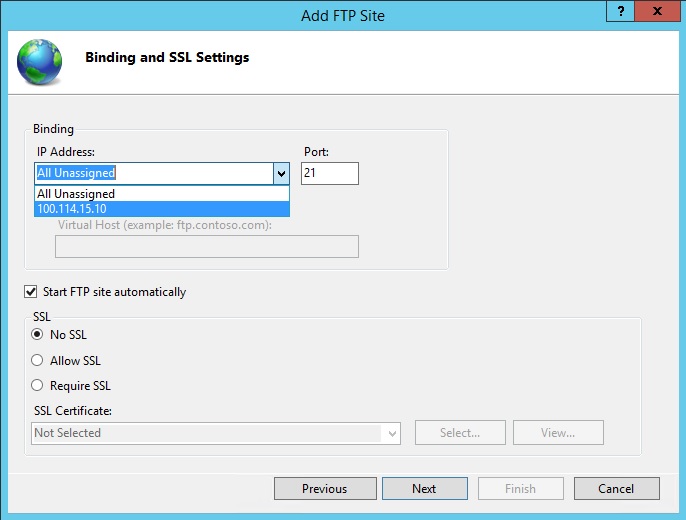 Add FTP Site
?
x
Binding and SSL Settings
Binding
IP Address:
Port:
All Unassigned
21
All Unassigned
100.114.15.10
Virtual Host (example: ftp.contoso.com):
Start FTP site automatically
SSL
No SSL
Allow SSL
Require SSL
SSL Certificate:
Not Selected
Select...
View...
Previous
Next
Finish
Cancel